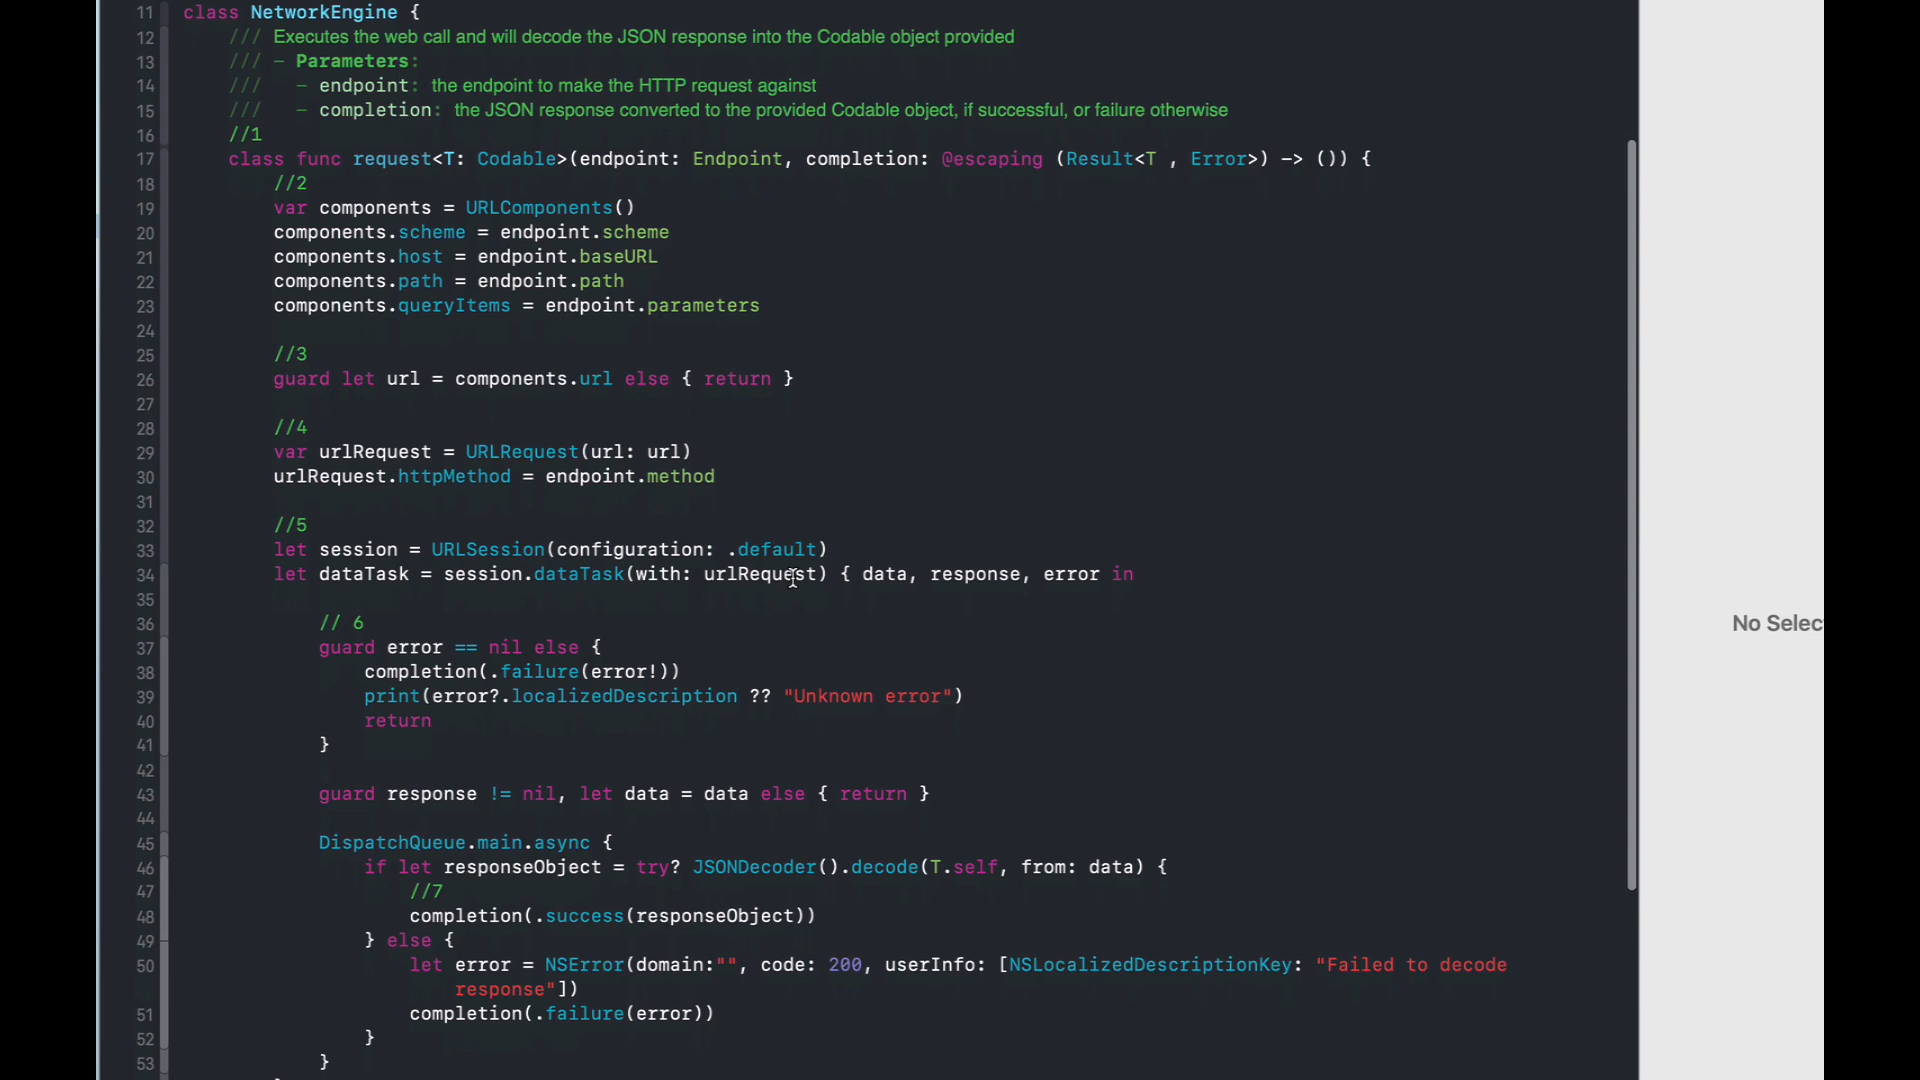 11 class NetworkEngine {
12 /// Executes the web call and will decode the JSON response into the Codable object provided
13 /// - Parameters:
14 /// - endpoint: the endpoint to make the HTTP request against
15 /// - completion: the JSON response converted to the provided Codable object, if successful, or failure otherwise
16 //1
17 class func request<T: Codable>(endpoint: Endpoint, completion: @escaping (Result<T , Error>) -> ()) {
18 //2
19 var components = URLComponents()
20 components.scheme = endpoint.scheme
21 components.host = endpoint.baseURL
22 components.path = endpoint.path
23 components.queryItems = endpoint.parameters
24
25 //3
26 guard let url = components.url else { return }
27
28 //4
29 var urlRequest = URLRequest(url: url)
30 urlRequest.httpMethod = endpoint.method
31
32 //5
33 let session = URLSession(configuration: .default)
34 let dataTask = session.dataTask(with: urlRequest) { data, response, error in
35
36 // 6
37 guard error == nil else {
38 completion(.failure(error!))
39 print(error?.localizedDescription ?? "Unknown error")
40 return
41 }
42
43 guard response != nil, let data = data else { return }
44
45 DispatchQueue.main.async {
46 if let responseObject = try? JSONDecoder().decode(T.self, from: data) {
47 //7
48 completion(.success(responseObject))
49 } else {
50 let error = NSError(domain:"", code: 200, userInfo: [NSLocalizedDescriptionKey: "Failed to decode
response"])
51 completion(.failure(error))
52 }
53 }
No Selec